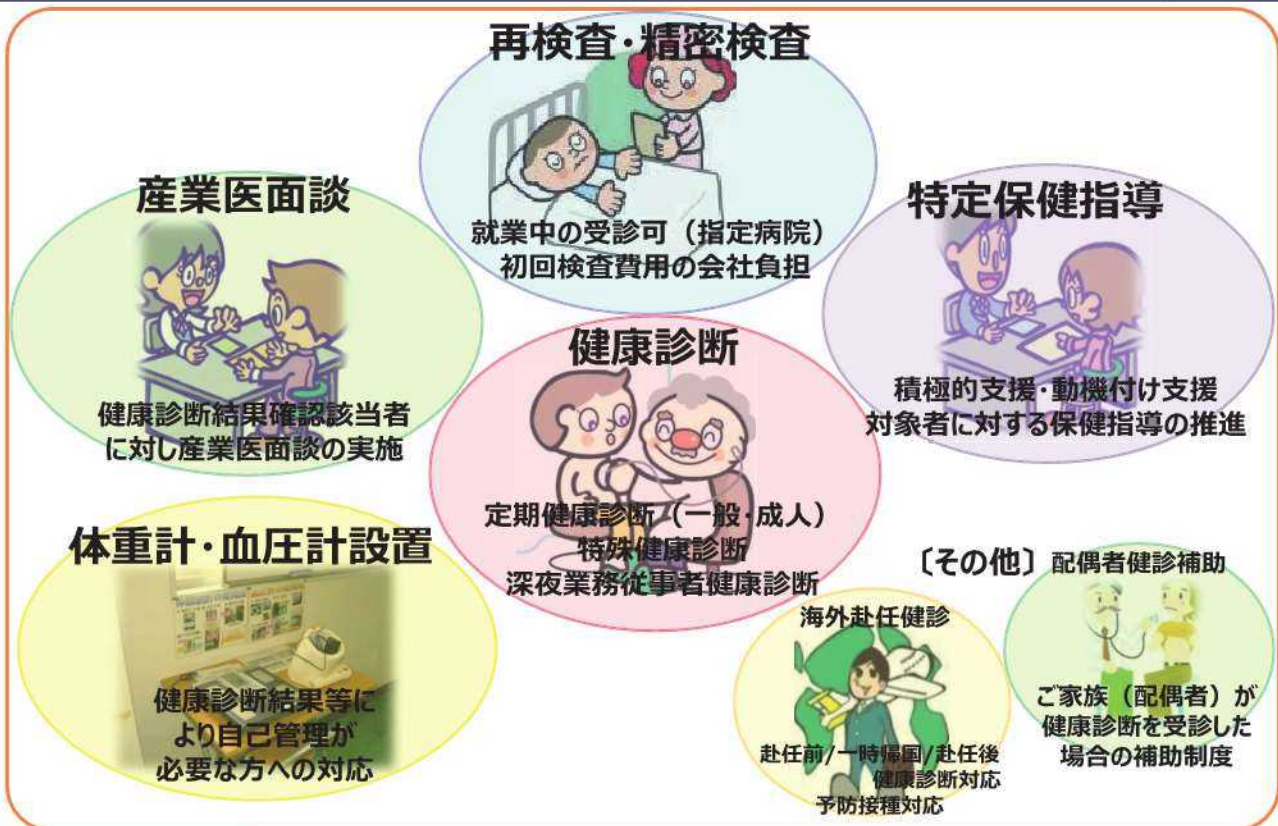 再検査・精密検査
就業中の受診可（指定病院）
初回検査費用の会社負担
産業医面談
健康診断結果確認該当者
に対し産業医面談の実施
特定保健指導
積極的支援・動機付け支援
対象者に対する保健指導の推進
健康診断
定期健康診断（一般・成人）
特殊健康診断
深夜業務従事者健康診断
体重計・血圧計設置
健康診断結果等に
より自己管理が
必要な方への対応
〔その他〕
海外赴任健診
赴任前/一時帰国/赴任後
健康診断対応
予防接種対応
配偶者健診補助
ご家族（配偶者）が
健康診断を受診した
場合の補助制度